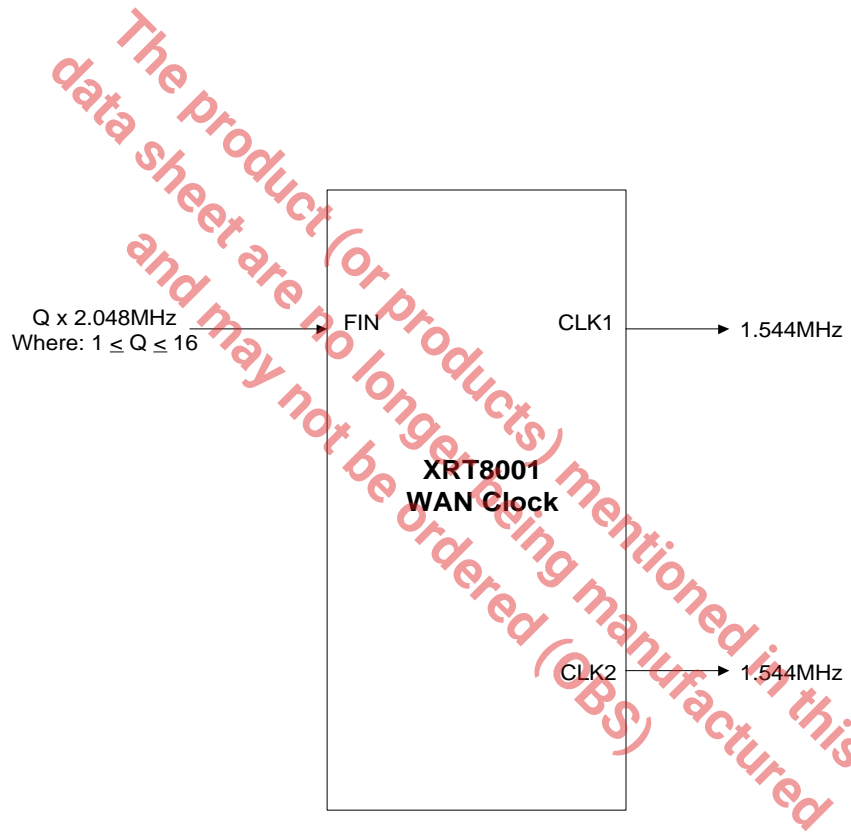 The product (or products) mentioned in this
data sheet are no longer being manufactured
and may not be ordered (OBS)
Q x 2.048MHz
Where: 1 ≤ Q ≤ 16
FIN
CLK1
1.544MHz
XRT8001
WAN Clock
CLK2
1.544MHz